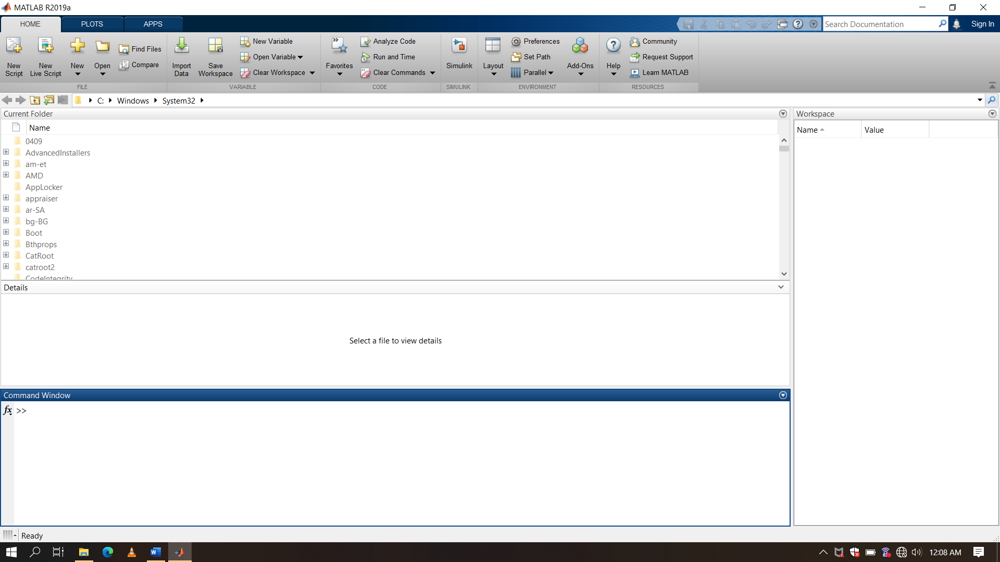 MATLAB R2019a
HOME PLOTS APPS Search Documentation Sign In
New Script
New Live Script
New
Open
Find Files
Compare
FILE
Import Data
Save Workspace
New Variable
Open Variable
Clear Workspace
VARIABLE
Favorites
Analyze Code
Run and Time
Clear Commands
CODE
Simulink
SIMULINK
Layout
Preferences
Set Path
Parallel
Add-Ons
ENVIRONMENT
Help
Community
Request Support
Learn MATLAB
RESOURCES
C: Windows System32
Current Folder
Name
0409
AdvancedInstallers
am-et
AMD
AppLocker
appraiser
ar-SA
bg-BG
Boot
Bthprops
CatRoot
catroot2
CodeIntegrity
Details
Select a file to view details
Workspace
Name Value
Command Window
fx >>
Ready
12:08 AM